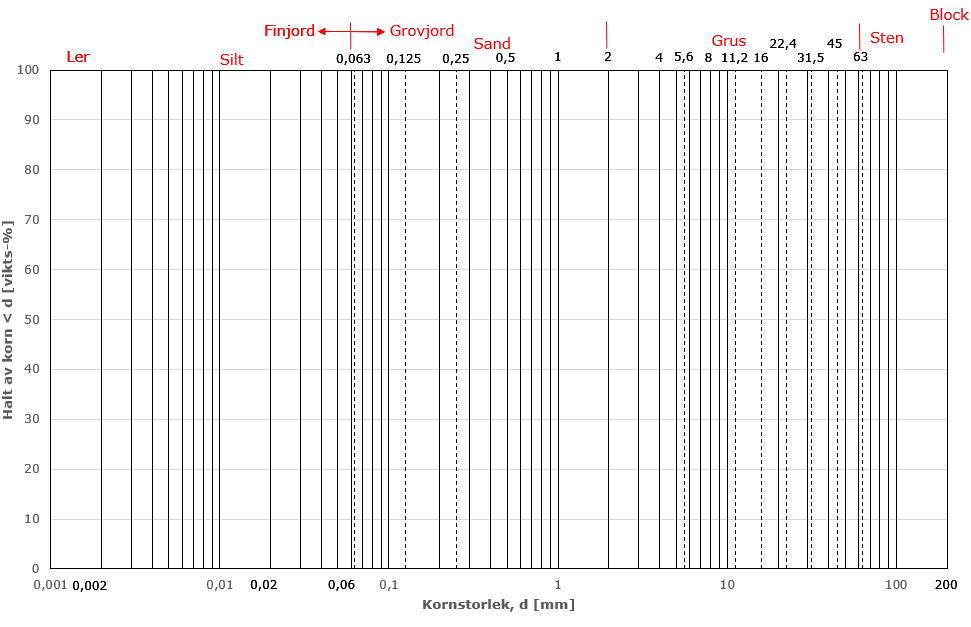 Block
Finjord Grovjord
Sten
Grus
Sand
22,4 45
Ler Silt
0,063 0,125 0,25 0,5 1 2 4 5,6 8 11,2 16 31,5 63
100
90
80
70
60
50
40
30
20
10
0
Halt av korn < d [vikts-%]
0,001 0,002 0,01 0,02 0,06 0,1 1 10 100 200
Kornstorlek, d [mm]